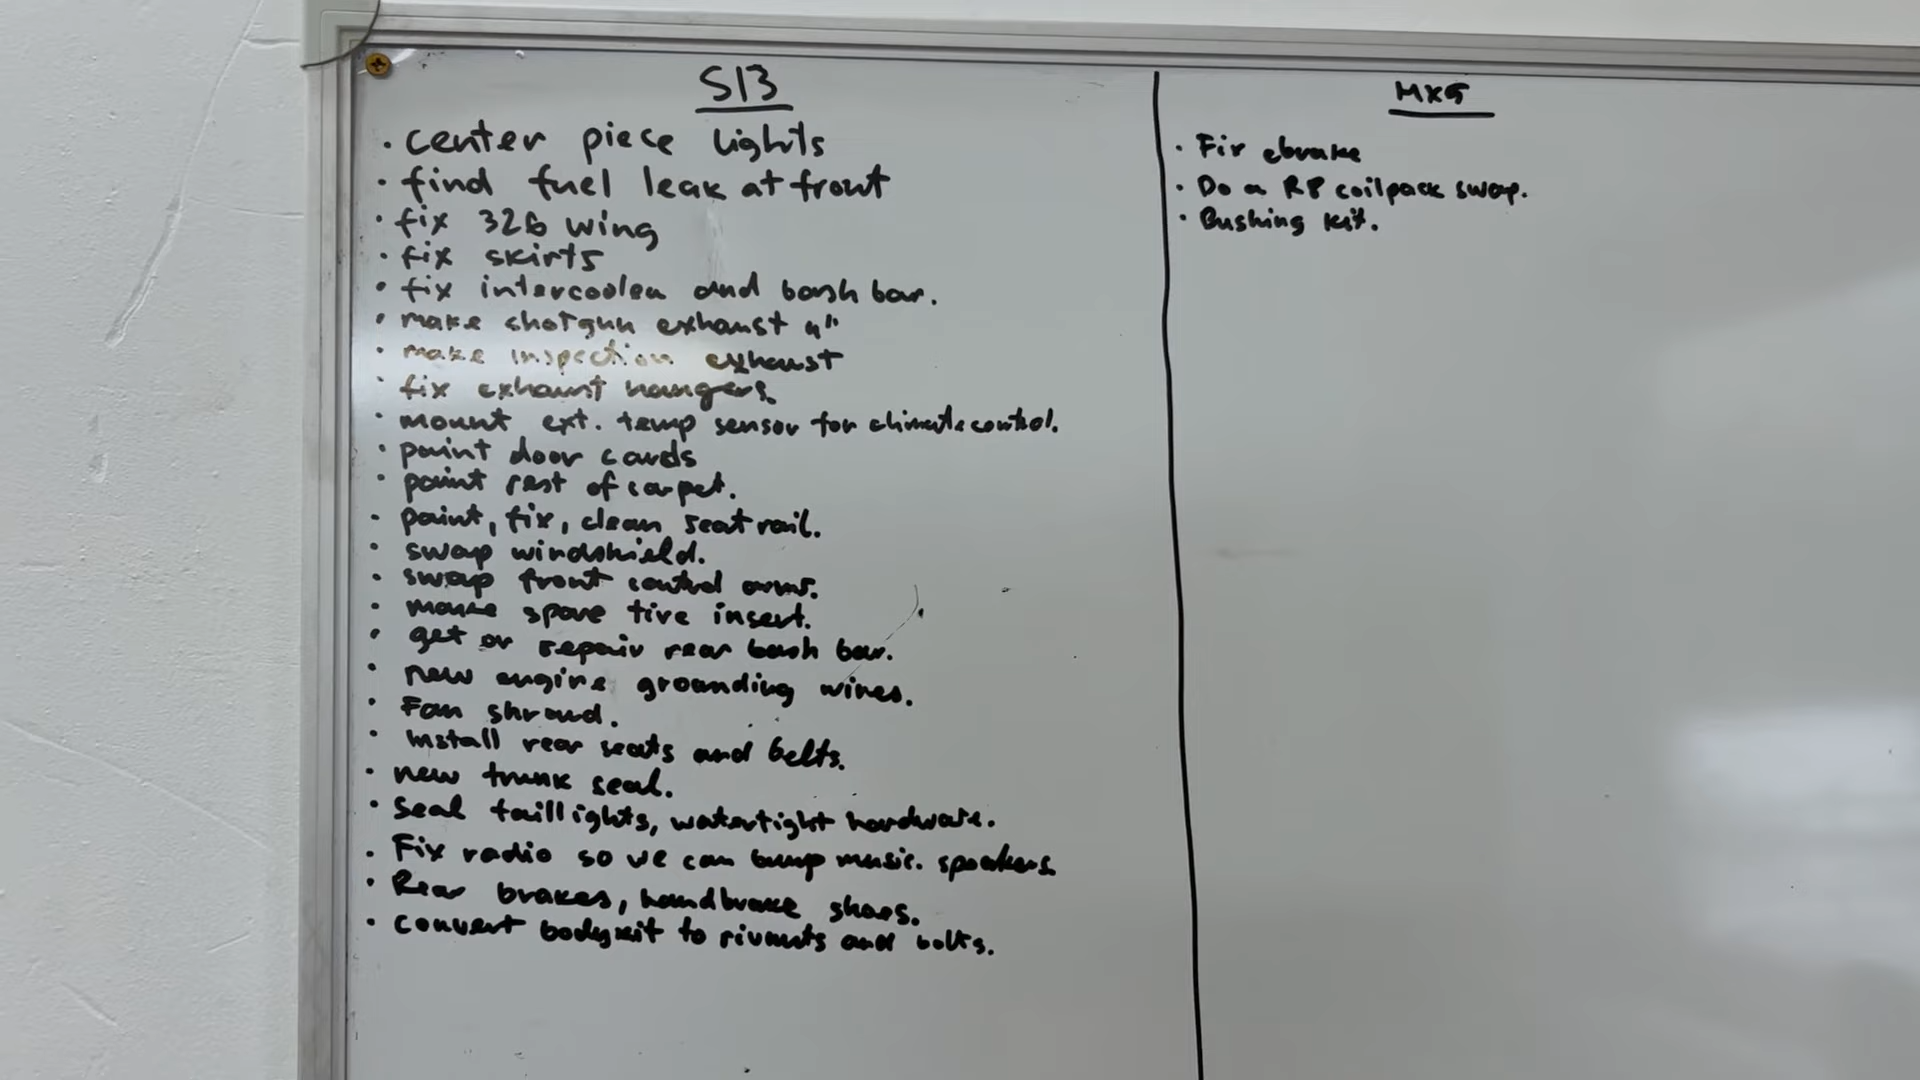 S13
· center piece lights
· find fuel leak at front
· fix 326 wing
· fix skirts
· fix intercooler and bash bar.
· make shotgun exhaust 4"
· make inspection exhaust
· fix exhaust hangers.
· mount ext. temp sensor for climate control.
· paint door cards
· paint rest of carpet.
· paint, fix, clean seat rail.
· swap windshield.
· swap front control arms.
· make spare tire insert.
· get or repair rear bash bar.
· new engine grounding wires.
· Fan shroud.
· Install rear seats and belts.
· new trunk seal.
· Seal taillights, watertight hardware.
· Fix radio so we can bump music. speakers.
· Rear brakes, handbrake shoes.
· convert bodykit to rivnuts and bolts.
MX5
· Fix ebrake
· Do a R8 coilpack swap.
· Bushing kit.